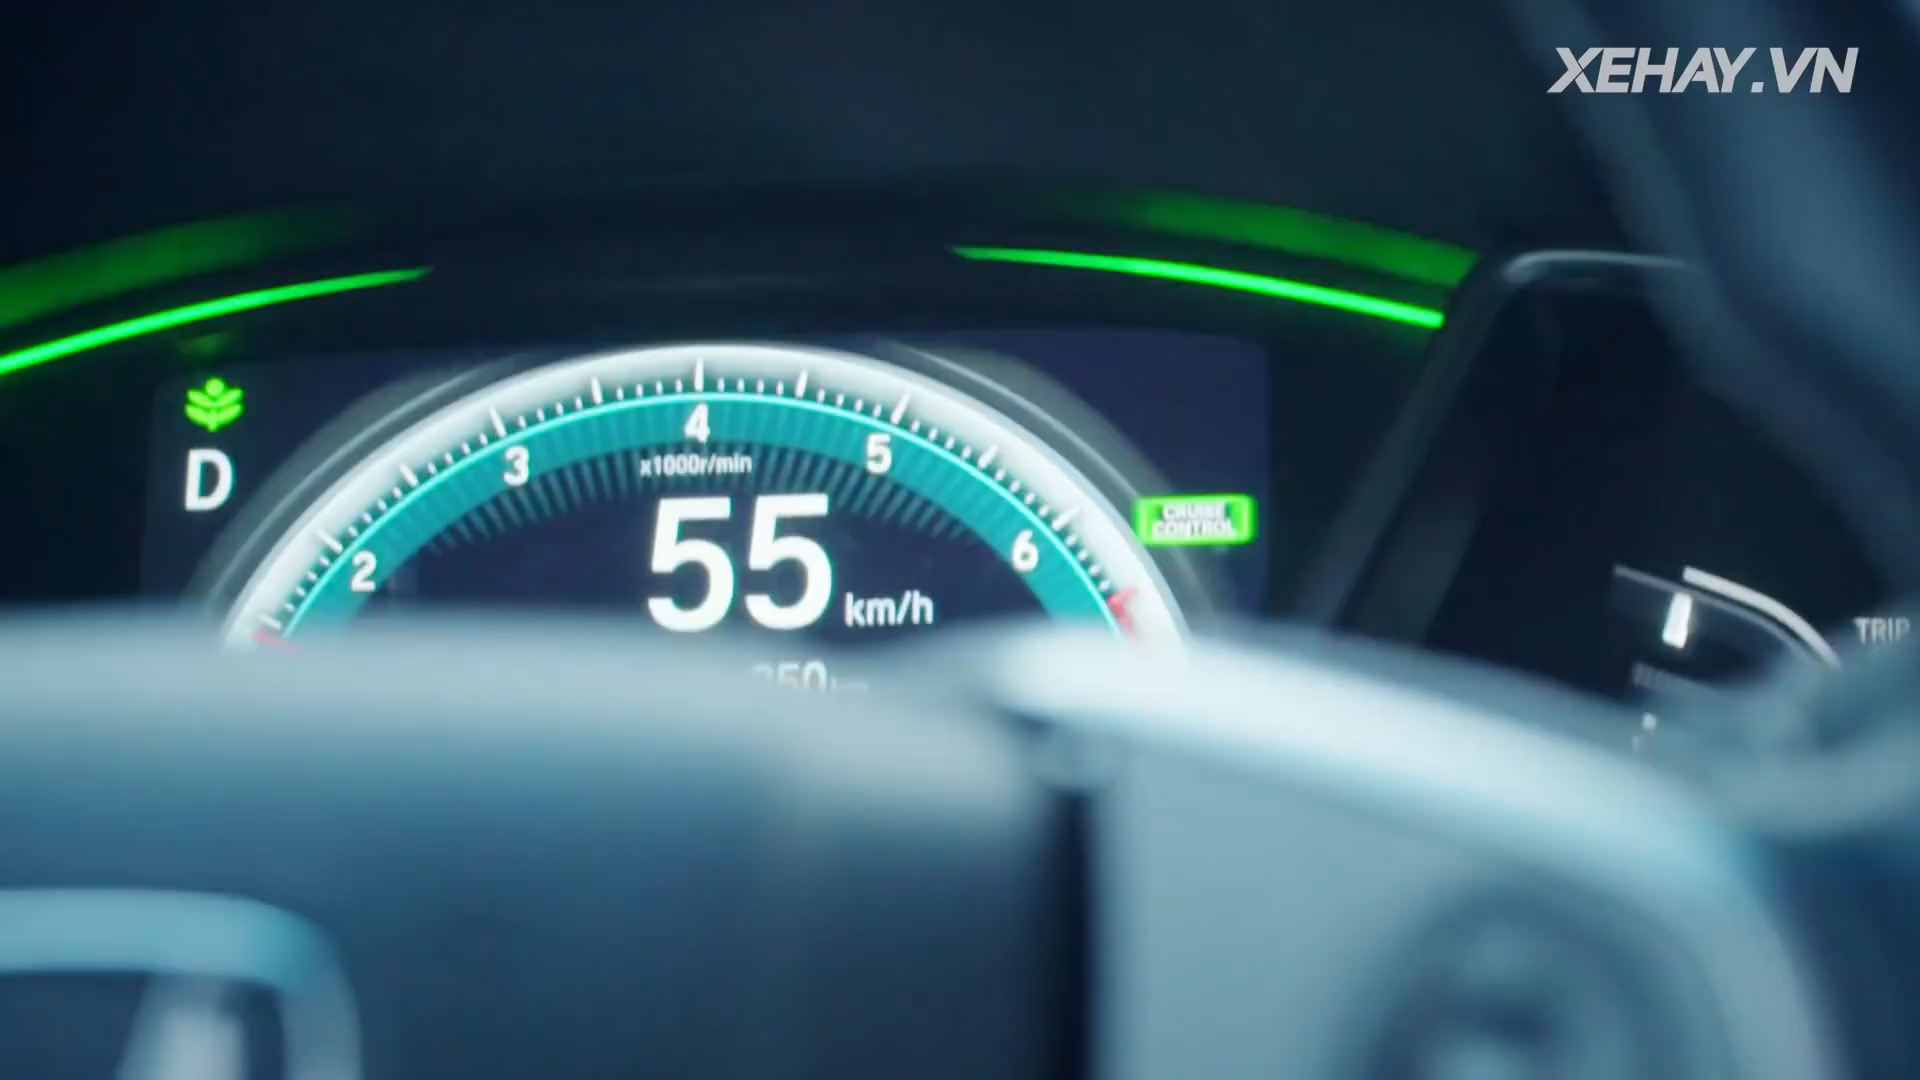 XEHAY.VN
4
3
5
x1000r/min
D
55 km/h
CRUISE
CONTROL
2
6
TRIP